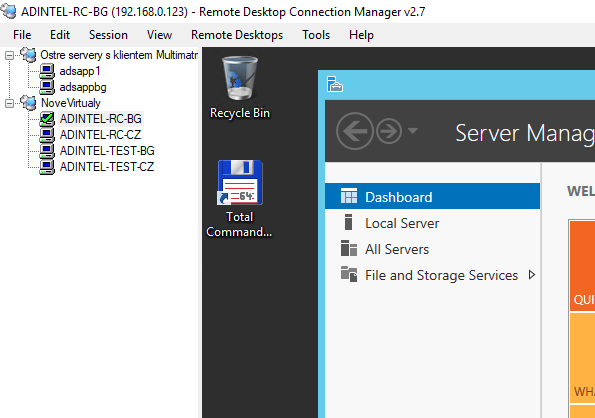 ADINTEL-RC-BG (192.168.0.123) - Remote Desktop Connection Manager v2.7
File Edit Session View Remote Desktops Tools Help
Ostre servery s klientem Multimatr
adsapp1
adsappbg
NoveVirtualy
ADINTEL-RC-BG
ADINTEL-RC-CZ
ADINTEL-TEST-BG
ADINTEL-TEST-CZ
Recycle Bin
64
Total
Command...
Server Manag
Dashboard
Local Server
All Servers
File and Storage Services
WEL
QUI
WHA